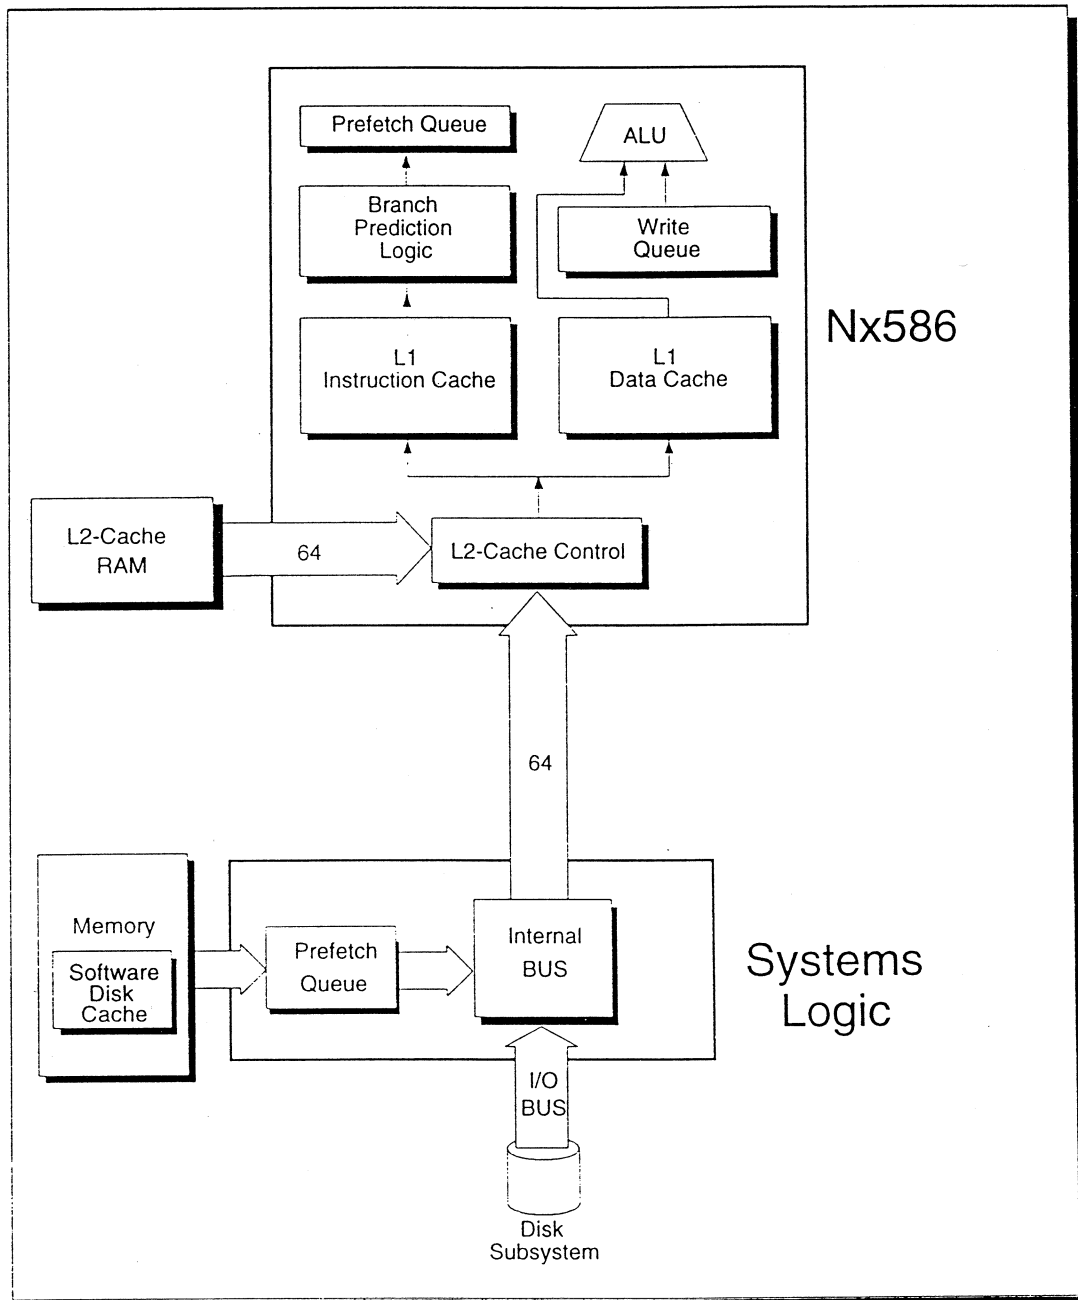 Prefetch Queue
ALU
Branch
Prediction
Logic
Write
Queue
Nx586
L1
Instruction Cache
L1
Data Cache
L2-Cache
RAM
64
L2-Cache Control
64
Memory
Software
Disk
Cache
Prefetch
Queue
Internal
BUS
Systems
Logic
I/O
BUS
Disk
Subsystem